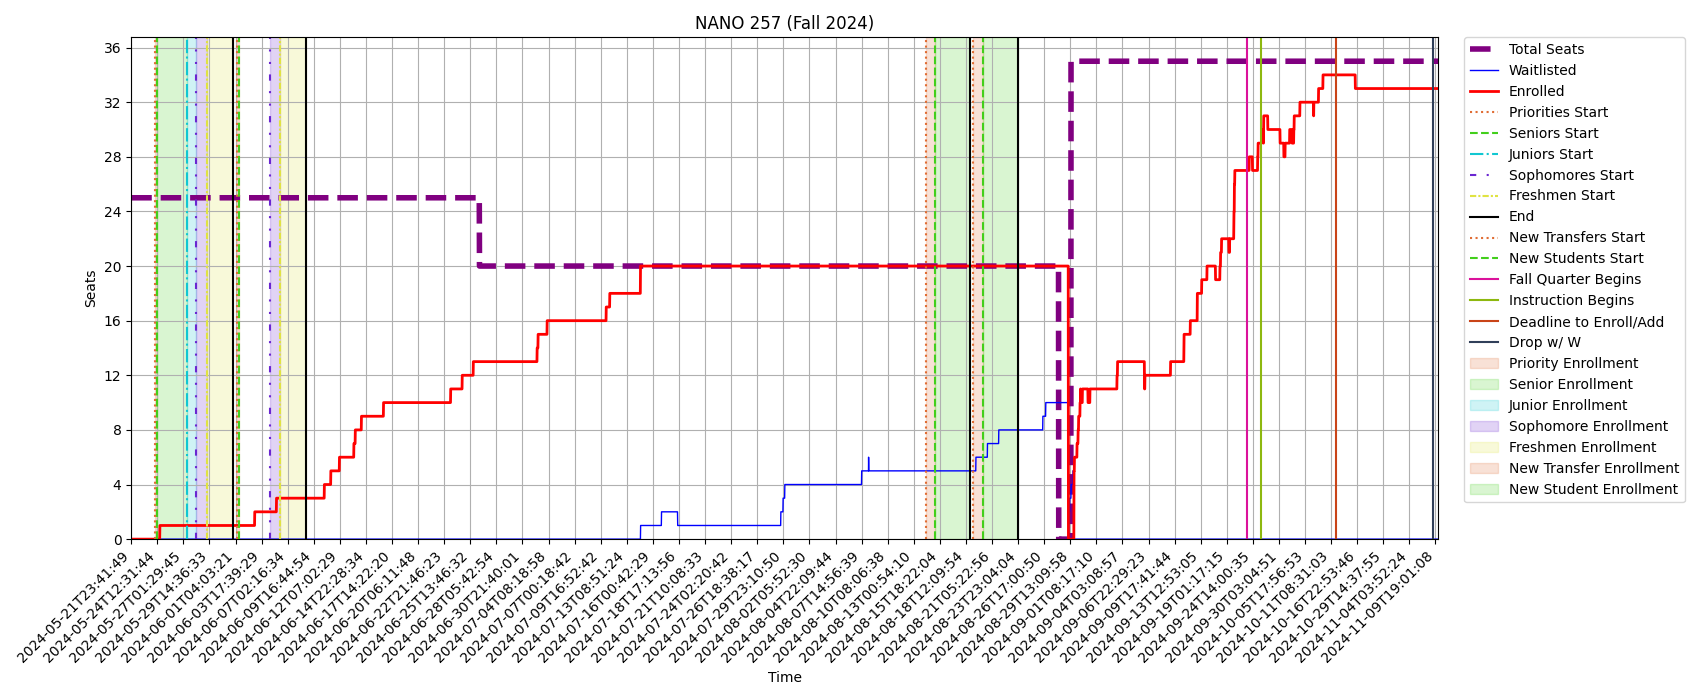 NANO 257 (Fall 2024)
Seats
36
32
28
24
20
16
12
8
4
0
2024-05-21T23:41:49
2024-05-24T12:31:44
2024-05-27T01:29:45
2024-05-29T14:36:33
2024-06-01T04:03:21
2024-06-03T17:39:29
2024-06-07T02:16:34
2024-06-09T16:44:54
2024-06-12T07:02:29
2024-06-14T22:28:34
2024-06-17T14:22:20
2024-06-20T06:11:48
2024-06-22T21:46:23
2024-06-25T13:46:32
2024-06-28T05:42:54
2024-06-30T21:40:01
2024-07-04T08:18:58
2024-07-07T00:18:42
2024-07-09T16:52:42
2024-07-13T08:51:24
2024-07-16T00:42:29
2024-07-18T17:13:56
2024-07-21T10:08:33
2024-07-24T02:20:42
2024-07-26T18:38:17
2024-07-29T23:10:50
2024-08-02T05:52:30
2024-08-04T22:09:44
2024-08-07T14:56:39
2024-08-10T08:06:38
2024-08-13T00:54:10
2024-08-15T18:22:04
2024-08-18T12:09:54
2024-08-21T05:22:56
2024-08-23T23:04:04
2024-08-26T17:00:50
2024-08-29T13:09:58
2024-09-01T08:17:10
2024-09-04T03:08:57
2024-09-06T22:29:23
2024-09-09T17:41:44
2024-09-13T12:53:05
2024-09-19T01:17:15
2024-09-24T14:00:35
2024-09-30T03:04:51
2024-10-05T17:56:53
2024-10-11T08:31:03
2024-10-16T22:53:46
2024-10-29T14:37:55
2024-11-04T03:52:24
2024-11-09T19:01:08
Time
Total Seats
Waitlisted
Enrolled
Priorities Start
Seniors Start
Juniors Start
Sophomores Start
Freshmen Start
End
New Transfers Start
New Students Start
Fall Quarter Begins
Instruction Begins
Deadline to Enroll/Add
Drop w/ W
Priority Enrollment
Senior Enrollment
Junior Enrollment
Sophomore Enrollment
Freshmen Enrollment
New Transfer Enrollment
New Student Enrollment